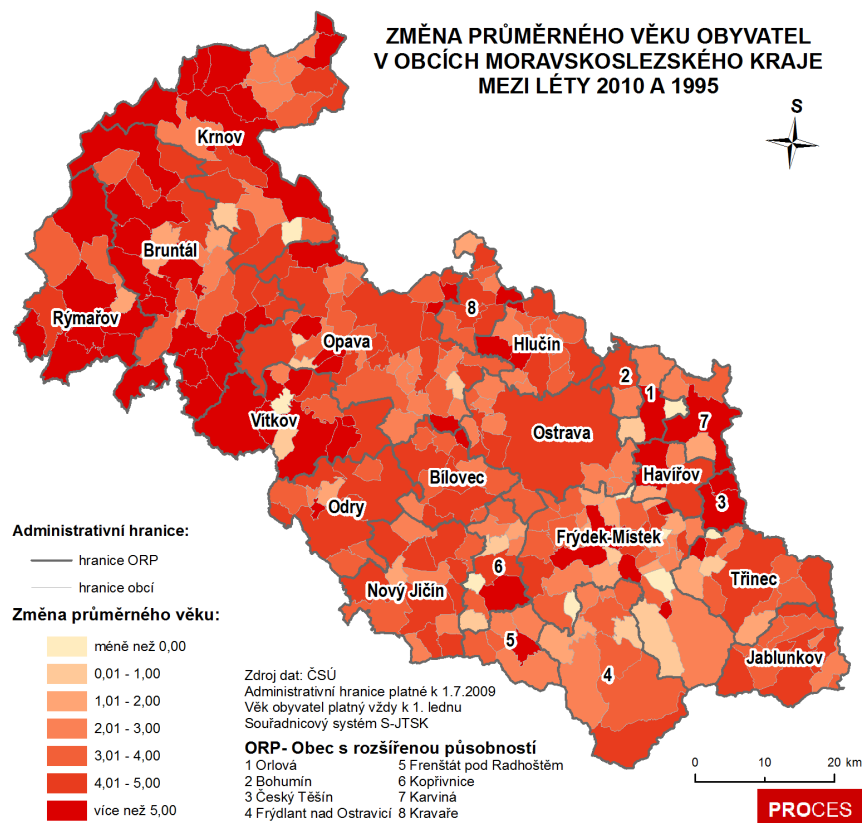 ZMĚNA PRŮMĚRNÉHO VĚKU OBYVATEL
V OBCÍCH MORAVSKOSLEZSKÉHO KRAJE
MEZI LÉTY 2010 A 1995
S
Krnov
Bruntál
Rýmařov
8
Opava
Hlučín
2
1
7
Vítkov
Ostrava
Bílovec
Havířov
3
Odry
Frýdek-Místek
6
Nový Jičín
Třinec
5
4
Jablunkov
Administrativní hranice:
hranice ORP
hranice obcí
Změna průměrného věku:
méně než 0,00
0,01 - 1,00
1,01 - 2,00
2,01 - 3,00
3,01 - 4,00
4,01 - 5,00
více než 5,00
Zdroj dat: ČSÚ
Administrativní hranice platné k 1.7.2009
Věk obyvatel platný vždy k 1. lednu
Souřadnicový systém S-JTSK
ORP- Obec s rozšířenou působností
1 Orlová
2 Bohumín
3 Český Těšín
4 Frýdlant nad Ostravicí
5 Frenštát pod Radhoštěm
6 Kopřivnice
7 Karviná
8 Kravaře
0 10 20 km
PROCES